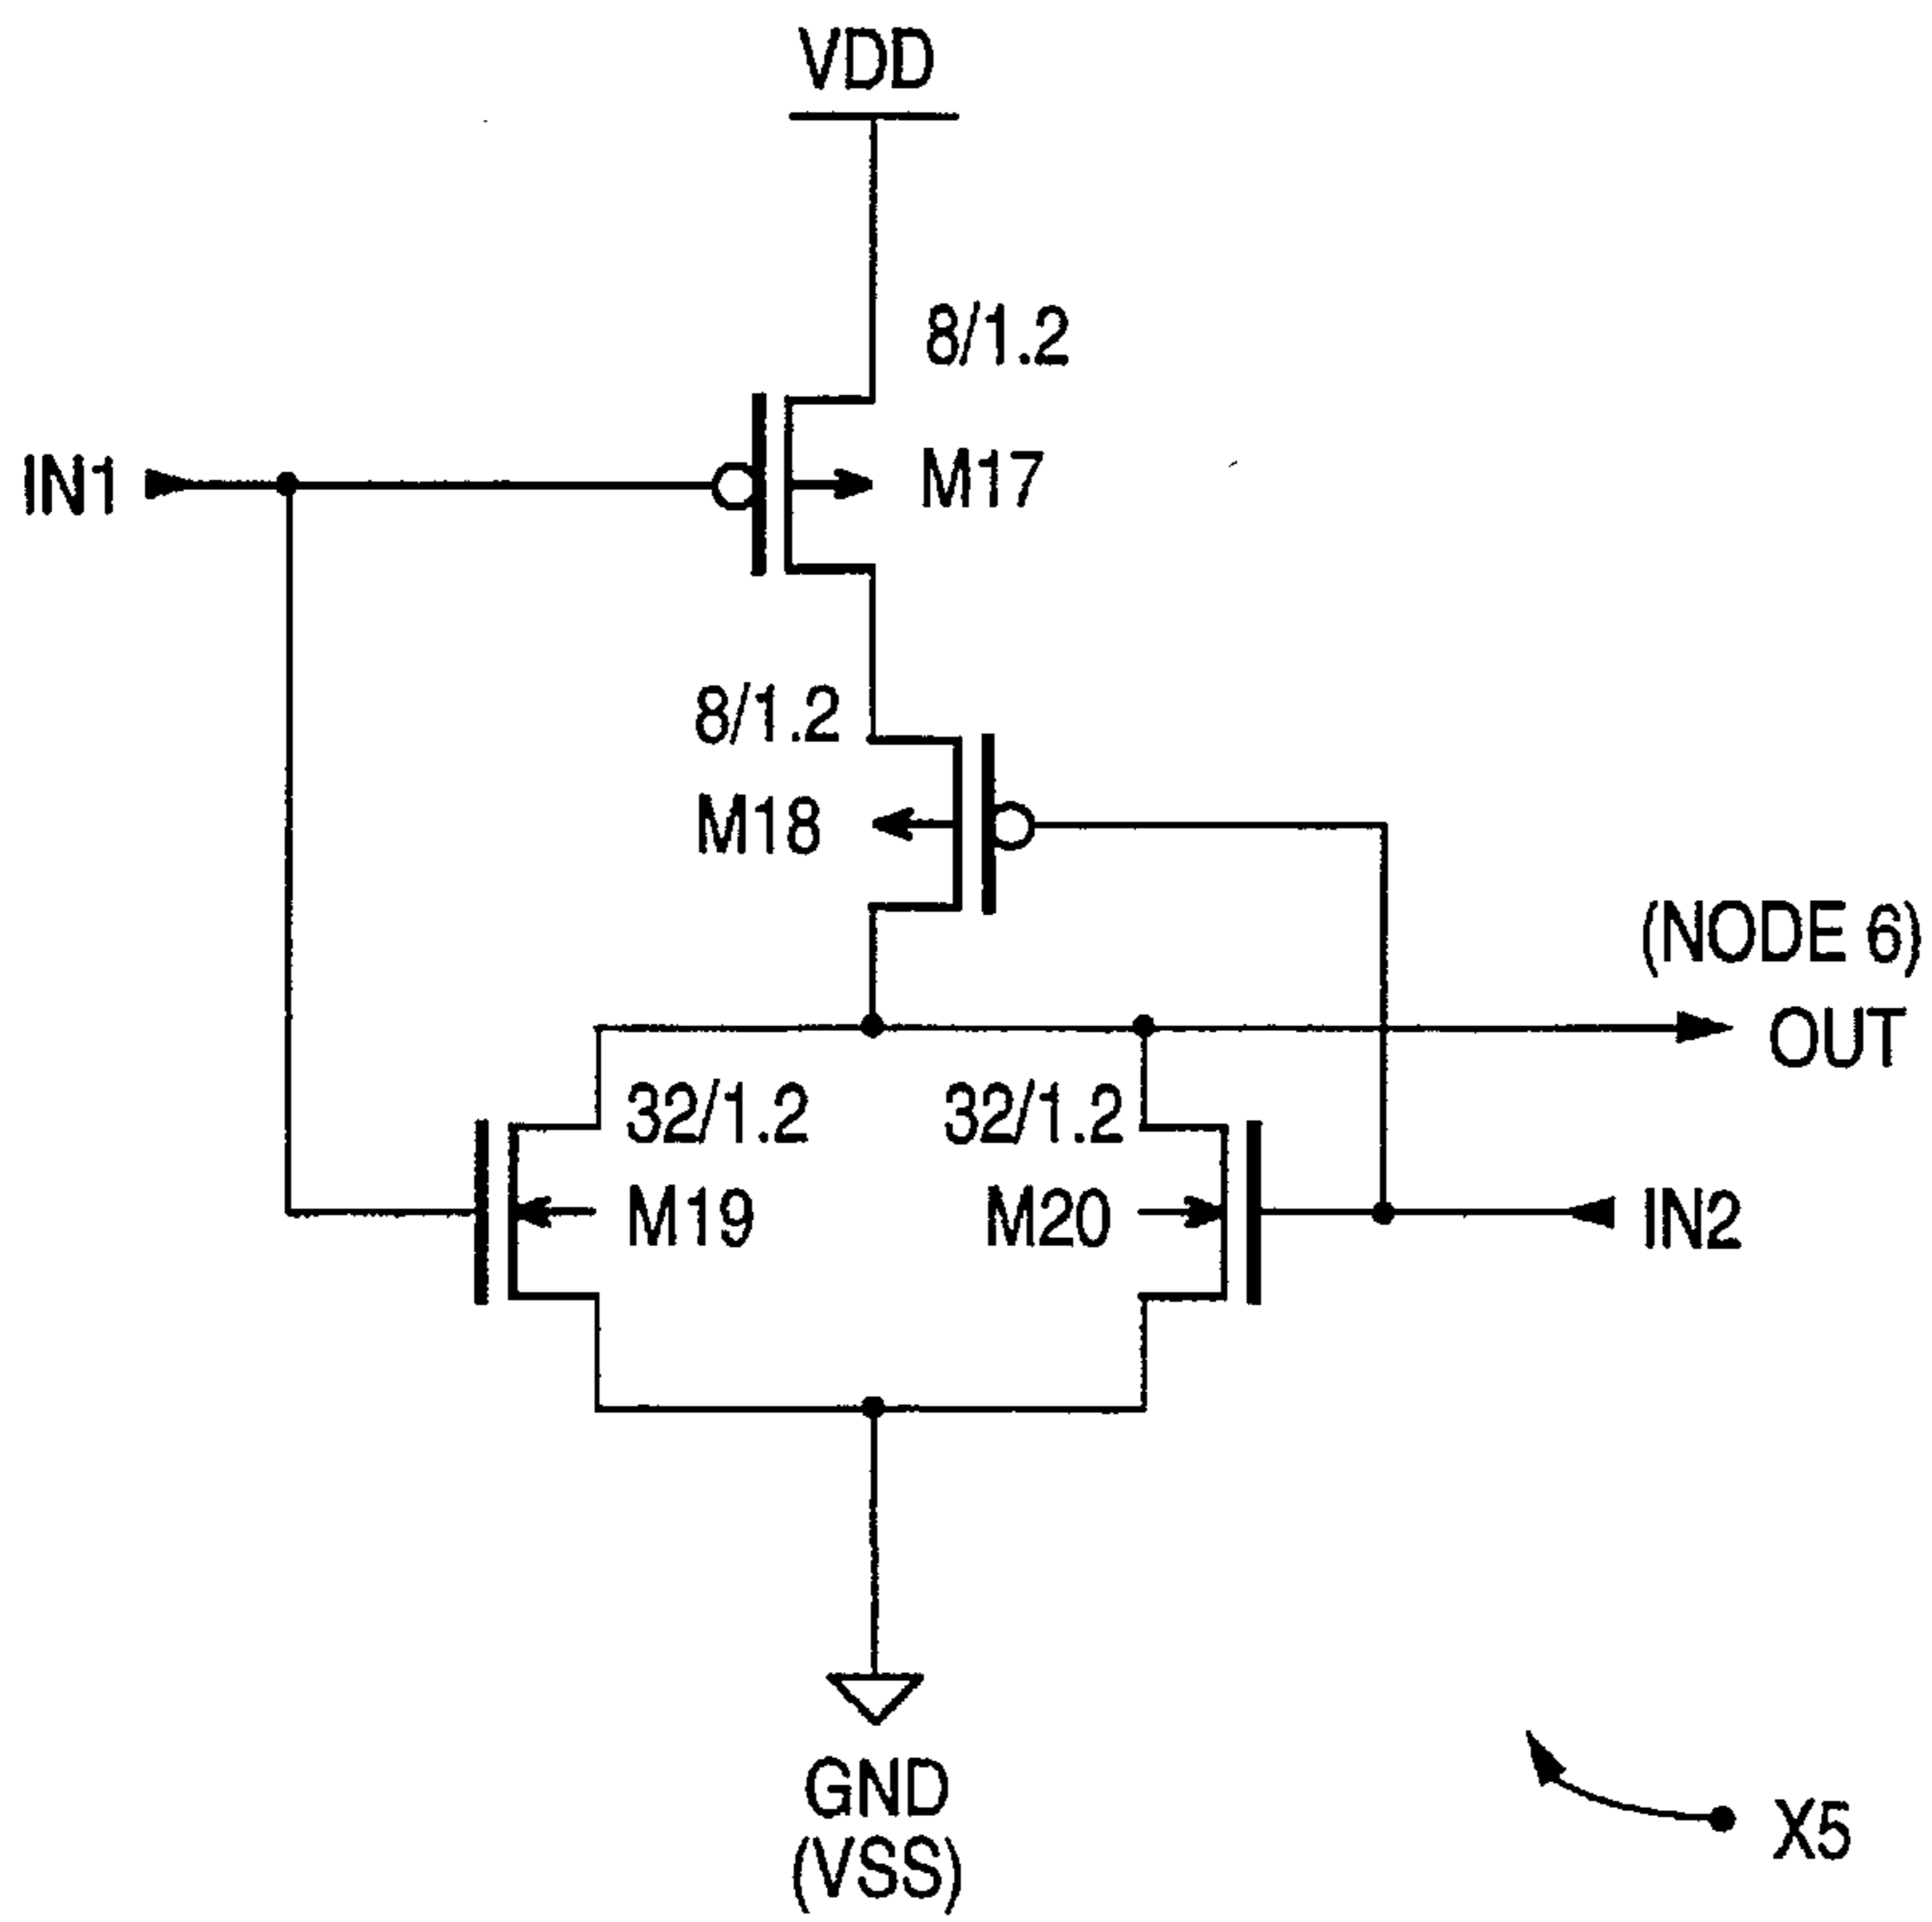 VDD
8/1.2
IN1
M17
8/1.2
M18
(NODE 6)
OUT
32/1.2
32/1.2
M19
M20
IN2
GND
(VSS)
X5